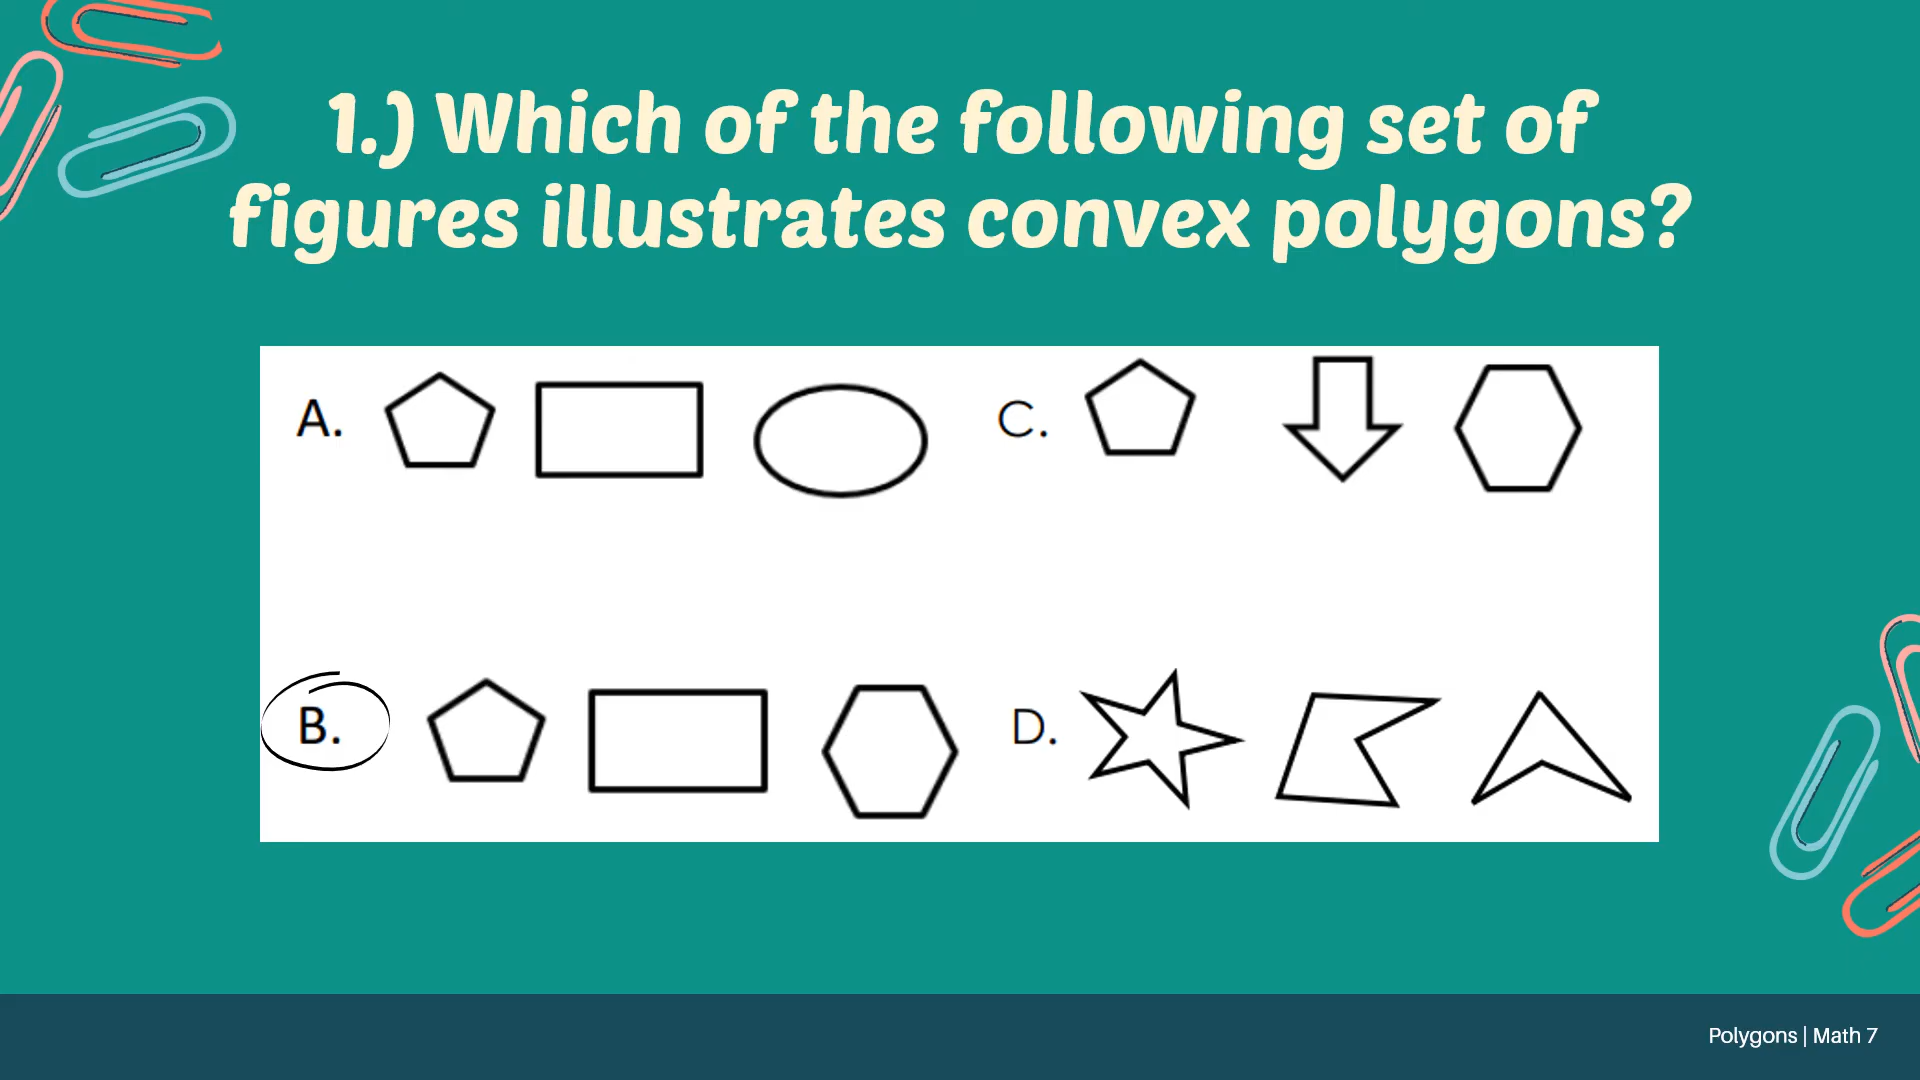 1.) Which of the following set of
figures illustrates convex polygons?
A.
C.
B.
D.
Polygons | Math 7